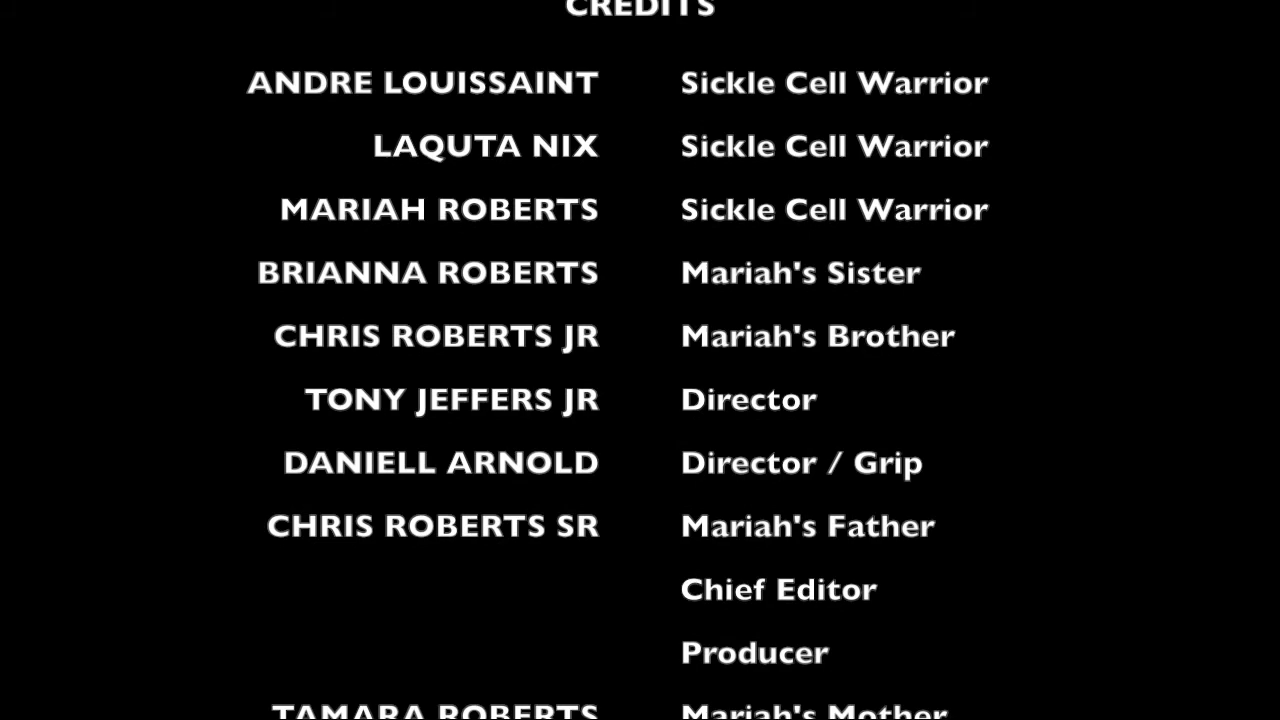 CREDITS
ANDRE LOUISSAINT Sickle Cell Warrior
LAQUTA NIX Sickle Cell Warrior
MARIAH ROBERTS Sickle Cell Warrior
BRIANNA ROBERTS Mariah's Sister
CHRIS ROBERTS JR Mariah's Brother
TONY JEFFERS JR Director
DANIELL ARNOLD Director / Grip
CHRIS ROBERTS SR Mariah's Father
Chief Editor
Producer
TAMARA ROBERTS Mariah's Mother